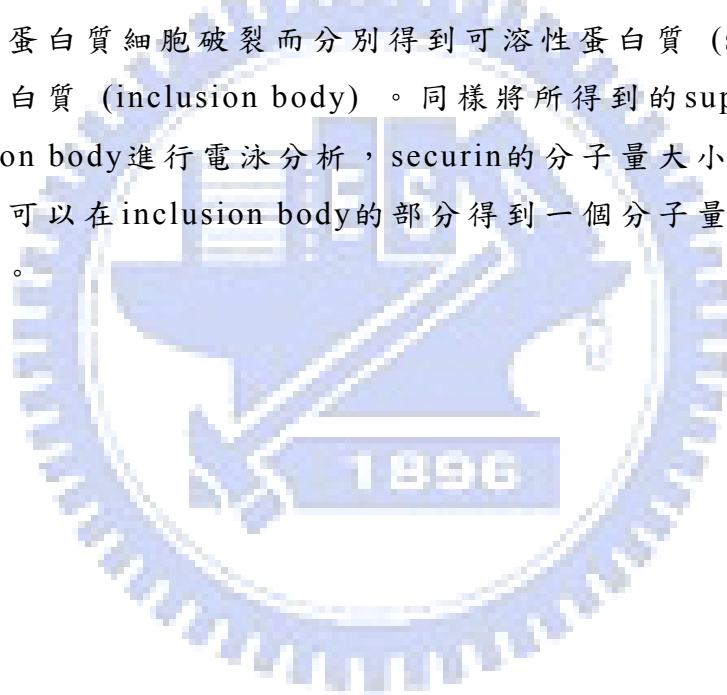 蛋白質細胞破裂而分別得到可溶性蛋白質 (
白質 (inclusion body) 。同樣將所得到的sup
on body進行電泳分析，securin的分子量大小
可以在inclusion body的部分得到一個分子量
。
ESA
1896